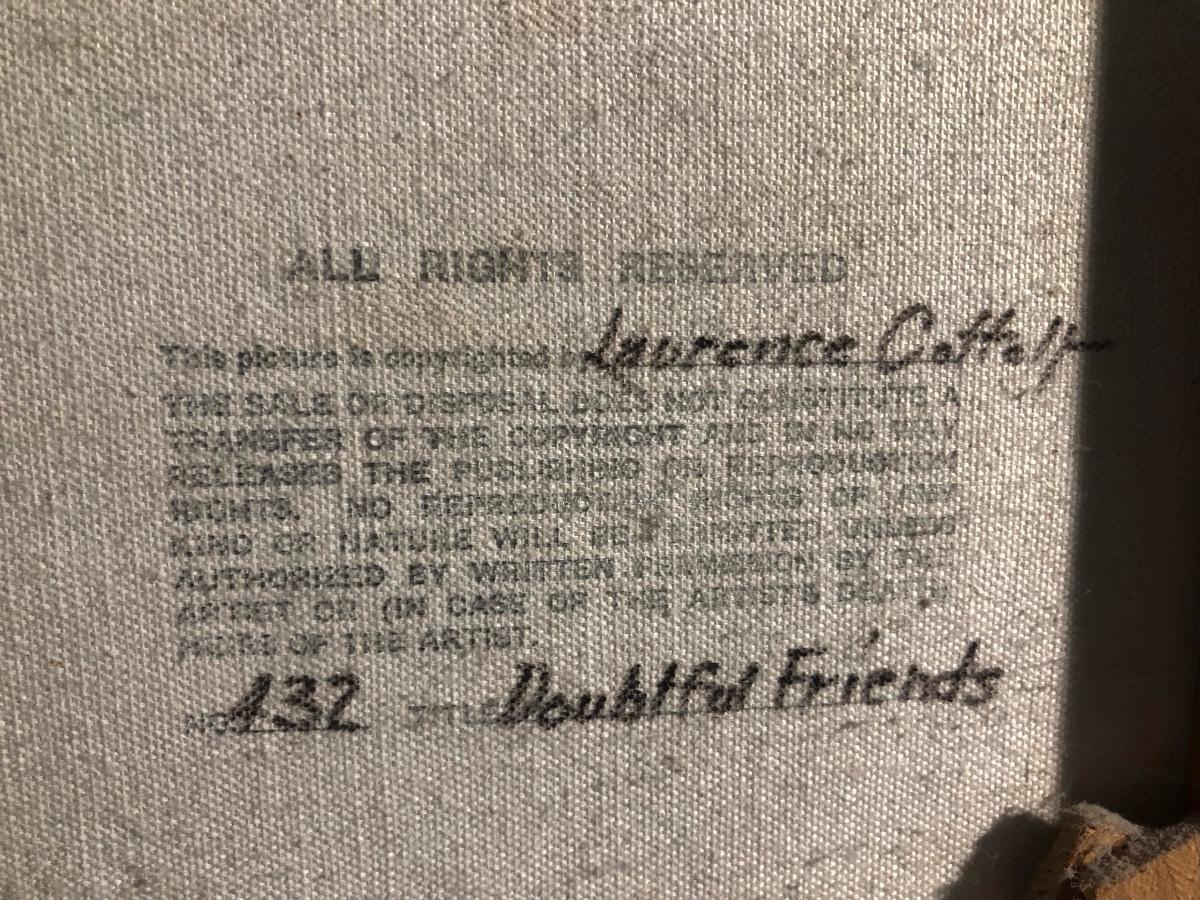 ALL RIGHTS RESERVED
This picture is copyrighted by Laurence
THE SALE OR DISPOSAL DOES NOT CONSTITUTE A
TRANSFER OF THE COPYRIGHT AND IN NO WAY
RELEASES THE PUBLISHING OR REPRODUCTION
RIGHTS. NO REPRODUCTION RIGHTS OF ANY
KIND OR NATURE WILL BE PERMITTED UNLESS
AUTHORIZED BY WRITTEN PERMISSION BY THE
ARTIST OR (IN CASE OF THE ARTISTS DEATH)
HEIRS OF THE ARTIST.
NO. 132 TITLE Doubtful Friends